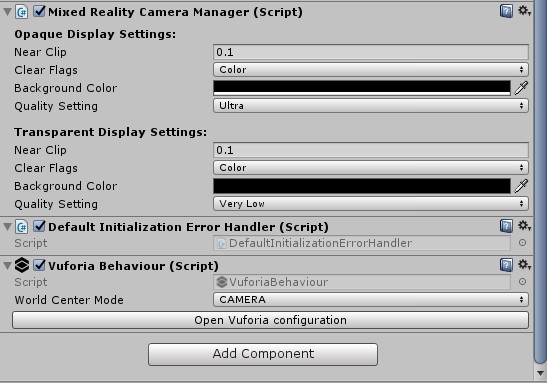 Mixed Reality Camera Manager (Script)
Opaque Display Settings:
Near Clip 0.1
Clear Flags Color
Background Color
Quality Setting Ultra
Transparent Display Settings:
Near Clip 0.1
Clear Flags Color
Background Color
Quality Setting Very Low
Default Initialization Error Handler (Script)
Script DefaultInitializationErrorHandler
Vuforia Behaviour (Script)
Script VuforiaBehaviour
World Center Mode CAMERA
Open Vuforia configuration
Add Component